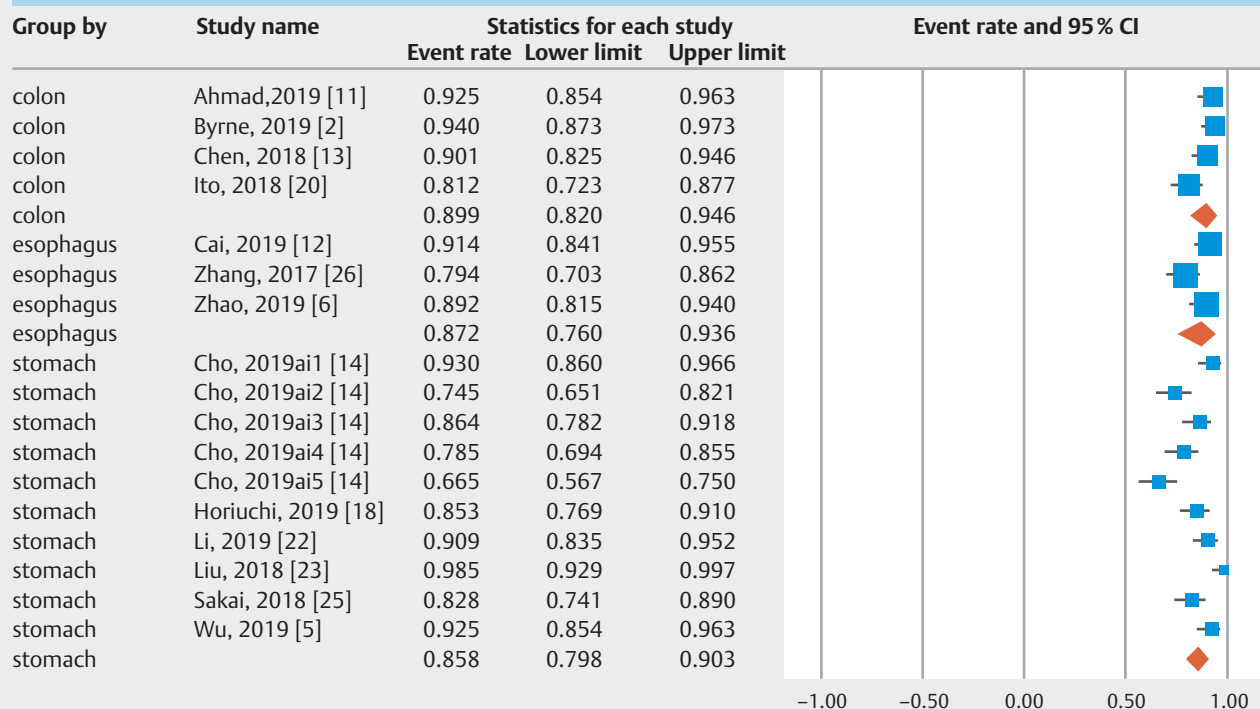 Group by Study name Statistics for each study Event rate and 95% CI
Event rate Lower limit Upper limit
colon Ahmad,2019 [11] 0.925 0.854 0.963
colon Byrne, 2019 [2] 0.940 0.873 0.973
colon Chen, 2018 [13] 0.901 0.825 0.946
colon Ito, 2018 [20] 0.812 0.723 0.877
colon 0.899 0.820 0.946
esophagus Cai, 2019 [12] 0.914 0.841 0.955
esophagus Zhang, 2017 [26] 0.794 0.703 0.862
esophagus Zhao, 2019 [6] 0.892 0.815 0.940
esophagus 0.872 0.760 0.936
stomach Cho, 2019ai1 [14] 0.930 0.860 0.966
stomach Cho, 2019ai2 [14] 0.745 0.651 0.821
stomach Cho, 2019ai3 [14] 0.864 0.782 0.918
stomach Cho, 2019ai4 [14] 0.785 0.694 0.855
stomach Cho, 2019ai5 [14] 0.665 0.567 0.750
stomach Horiuchi, 2019 [18] 0.853 0.769 0.910
stomach Li, 2019 [22] 0.909 0.835 0.952
stomach Liu, 2018 [23] 0.985 0.929 0.997
stomach Sakai, 2018 [25] 0.828 0.741 0.890
stomach Wu, 2019 [5] 0.925 0.854 0.963
stomach 0.858 0.798 0.903
−1.00 −0.50 0.00 0.50 1.00